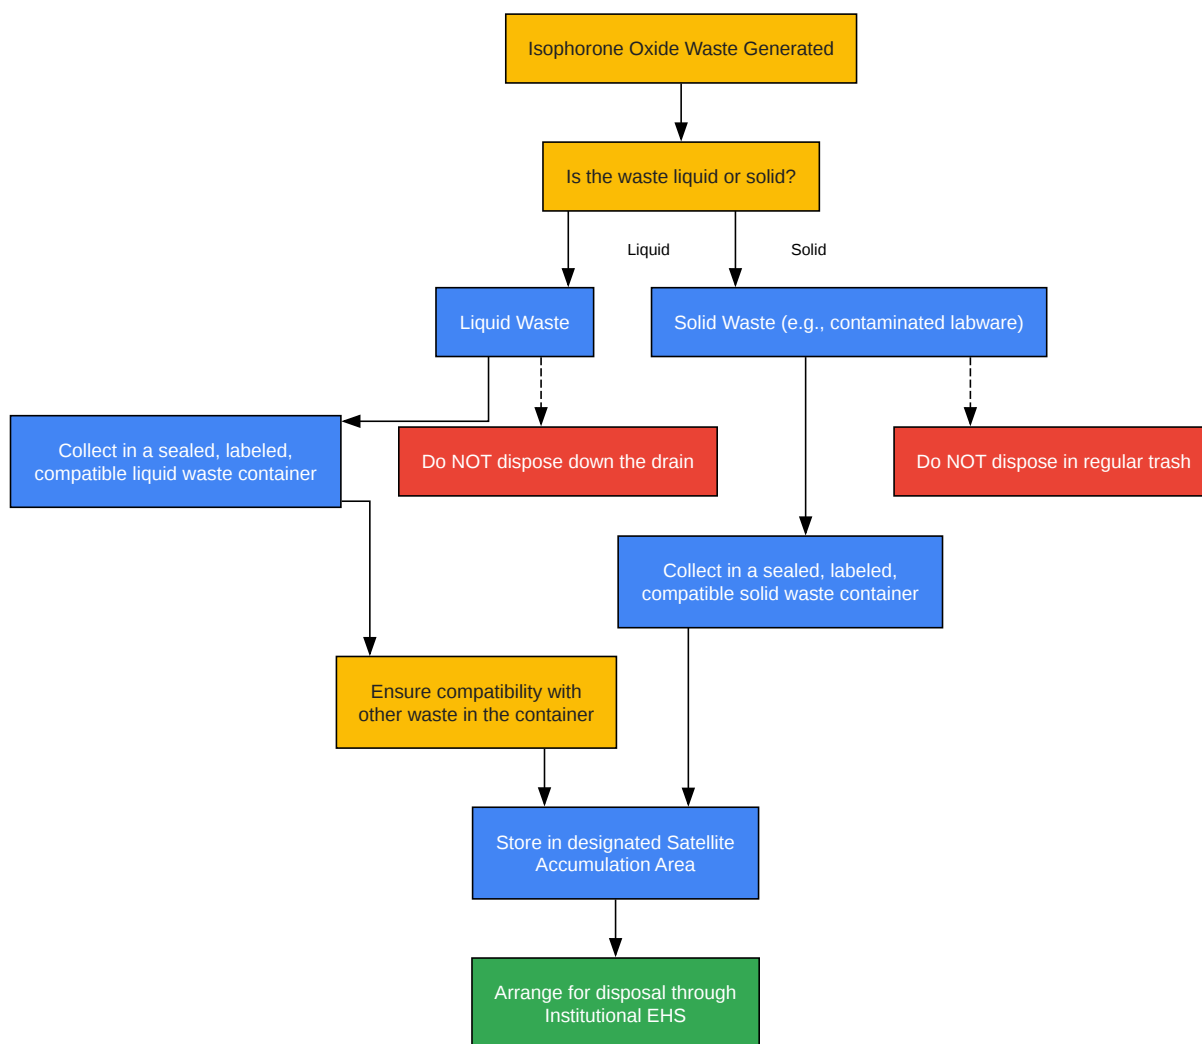 Isophorone Oxide Waste Generated
Is the waste liquid or solid?
Liquid
Solid
Liquid Waste
Solid Waste (e.g., contaminated labware)
Collect in a sealed, labeled,
compatible liquid waste container
Do NOT dispose down the drain
Do NOT dispose in regular trash
Collect in a sealed, labeled,
compatible solid waste container
Ensure compatibility with
other waste in the container
Store in designated Satellite
Accumulation Area
Arrange for disposal through
Institutional EHS